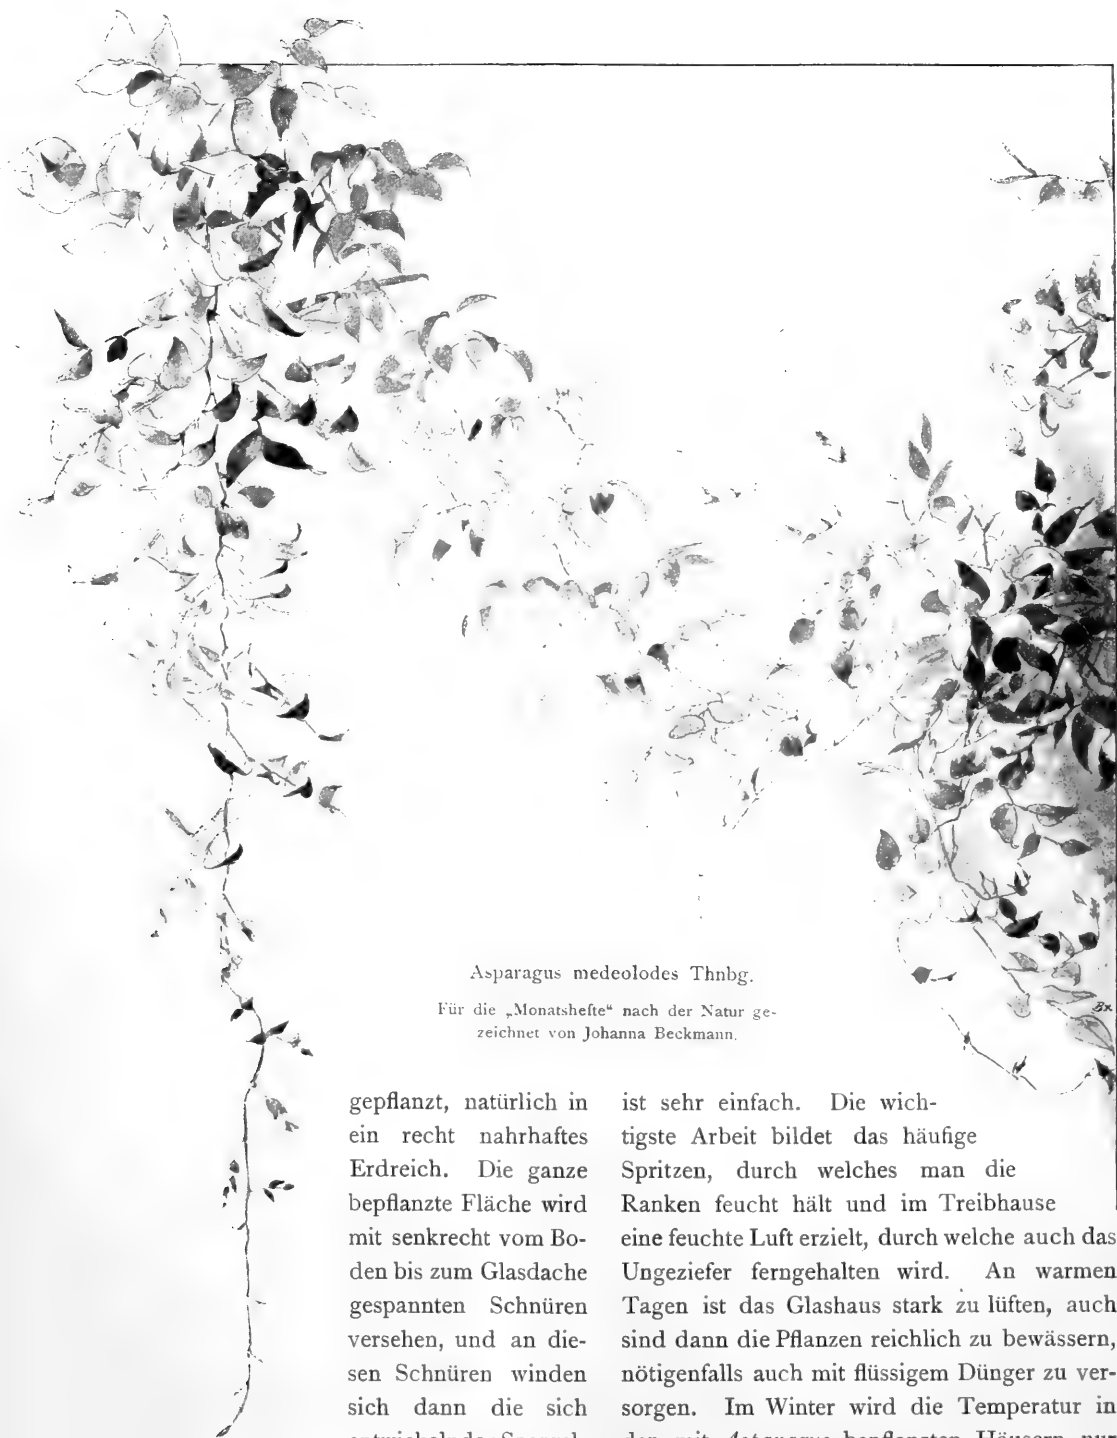 Asparagus medeolodes Thnbg.
Für die „Monatshefte“ nach der Natur ge-
zeichnet von Johanna Beckmann.
gepflanzt, natürlich in
ein recht nahrhaftes
Erdreich. Die ganze
bepflanzte Fläche wird
mit senkrecht vom Bo-
den bis zum Glasdache
gespannten Schnüren
versehen, und an die-
sen Schnüren winden
sich dann die sich
ist sehr einfach. Die wich-
tigste Arbeit bildet das häufige
Spritzen, durch welches man die
Ranken feucht hält und im Treibhause
eine feuchte Luft erzielt, durch welche auch das
Ungeziefer ferngehalten wird. An warmen
Tagen ist das Glashaus stark zu lüften, auch
sind dann die Pflanzen reichlich zu bewässern,
nötigenfalls auch mit flüssigem Dünger zu ver-
sorgen. Im Winter wird die Temperatur in